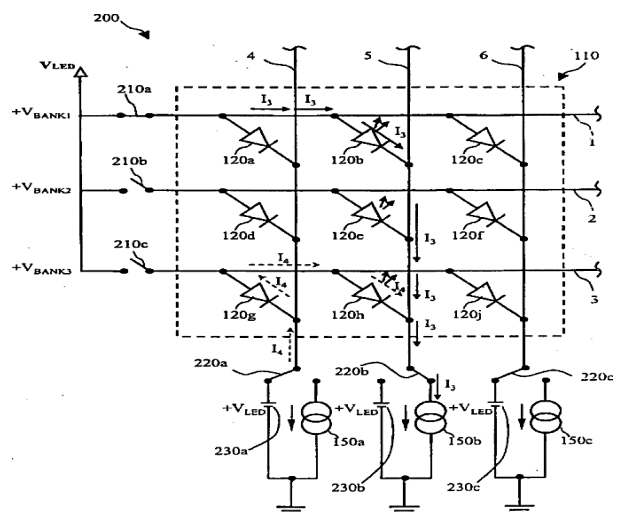 200
4 5 6
110
VLED
210a
+VBANK1
I3 I3
I3
120a 120b 120c
1
210b
+VBANK2
120d 120e 120f
2
I3
210c
+VBANK3
I4
I4 I4 I3
120g 120h 120j
3
I4 I3
220a 220b 220c
I3
+VLED +VLED +VLED
150a 150b 150c
230a 230b 230c